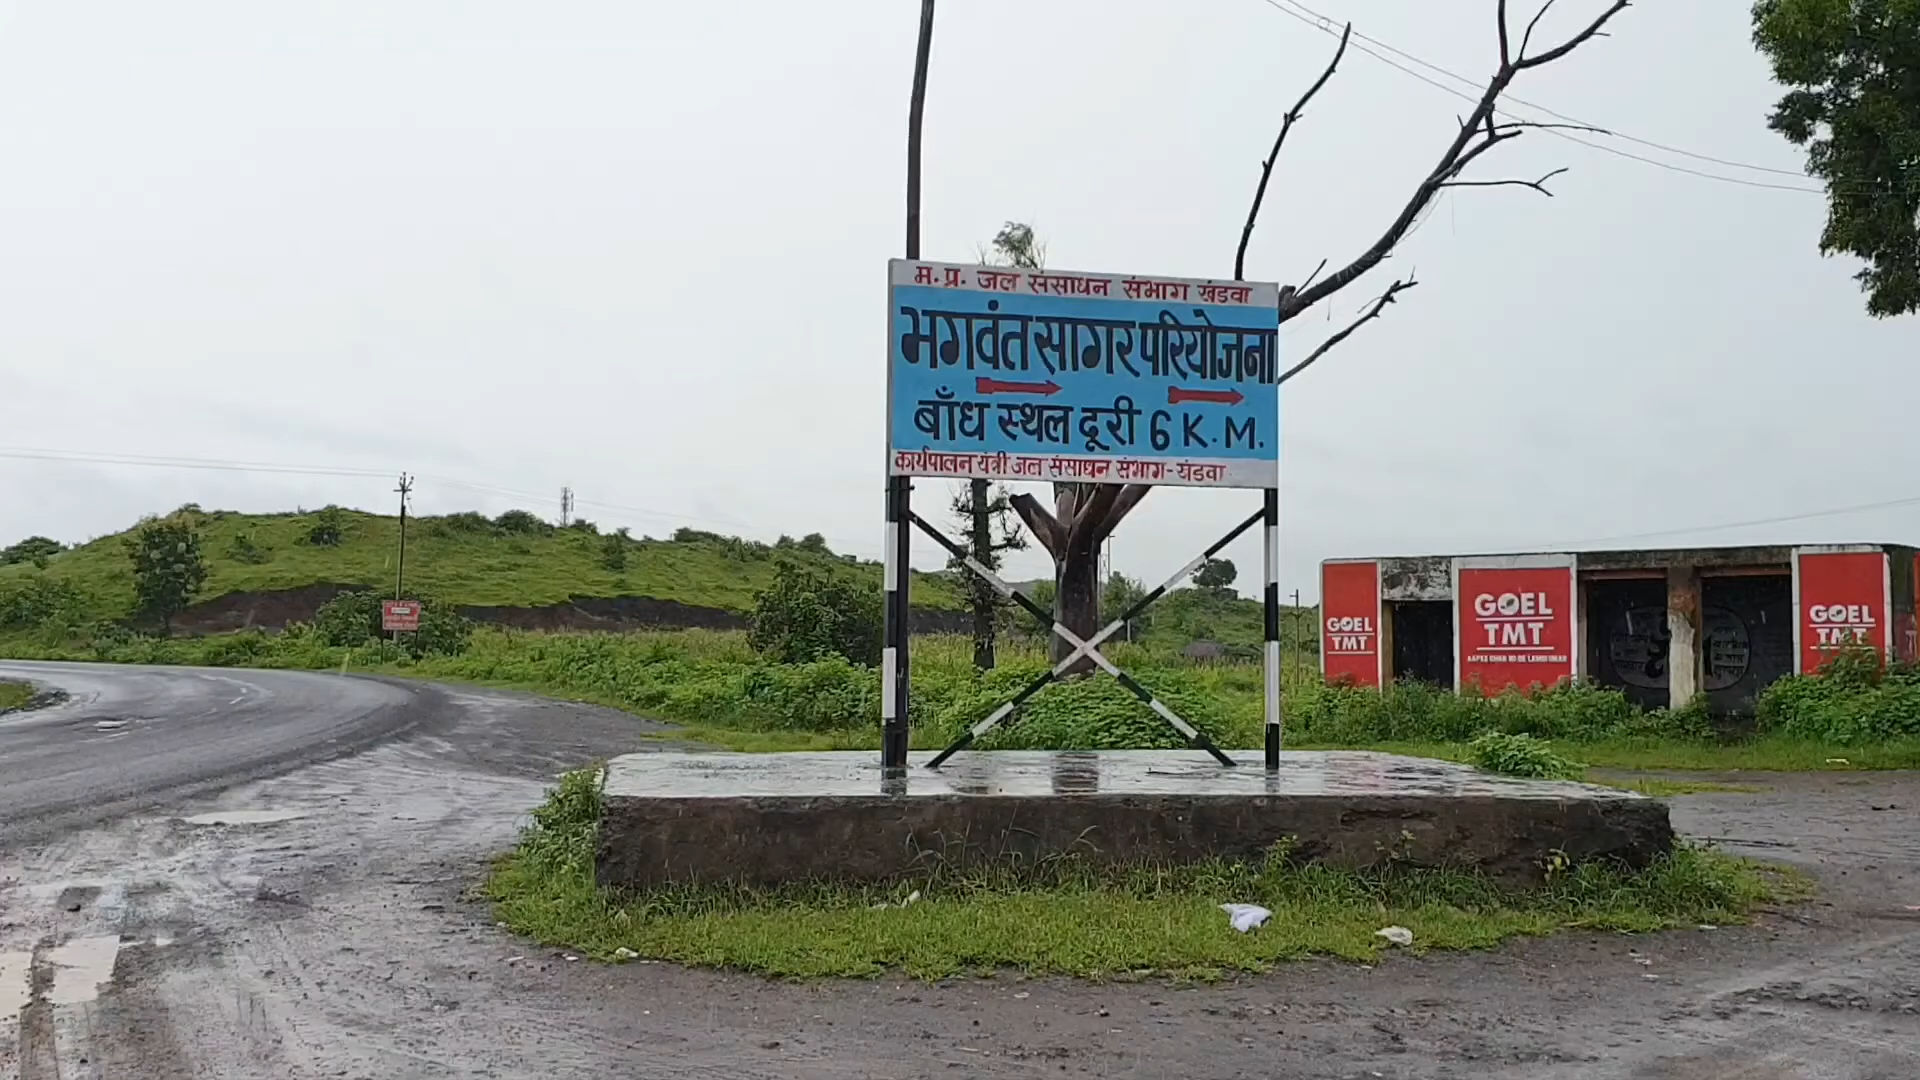 म. प्र. जल संसाधन संभाग खंडवा
भगवंत सागर परियोजना
बाँध स्थल दूरी 6 K.M.
कार्यपालन यंत्री जल संसाधन संभाग-खंडवा
GOEL
TMT
GOEL
TMT
GOEL
TMT